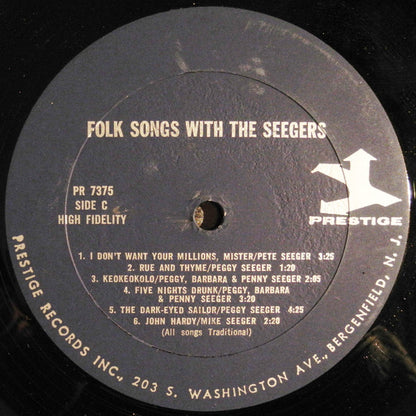 FOLK SONGS WITH THE SEEGERS
PR 7375
SIDE C
HIGH FIDELITY
PRESTIGE
1. I DON'T WANT YOUR MILLIONS, MISTER/PETE SEEGER 3:25
2. RUE AND THYME/PEGGY SEEGER 1:20
3. KEOKEOKOLO/PEGGY, BARBARA & PENNY SEEGER 2:05
4. FIVE NIGHTS DRUNK/PEGGY, BARBARA
& PENNY SEEGER 3:20
5. THE DARK-EYED SAILOR/PEGGY SEEGER 4:25
6. JOHN HARDY/MIKE SEEGER 2:20
(All songs Traditional)
PRESTIGE RECORDS INC., 203 S. WASHINGTON AVE., BERGENFIELD, N. J.